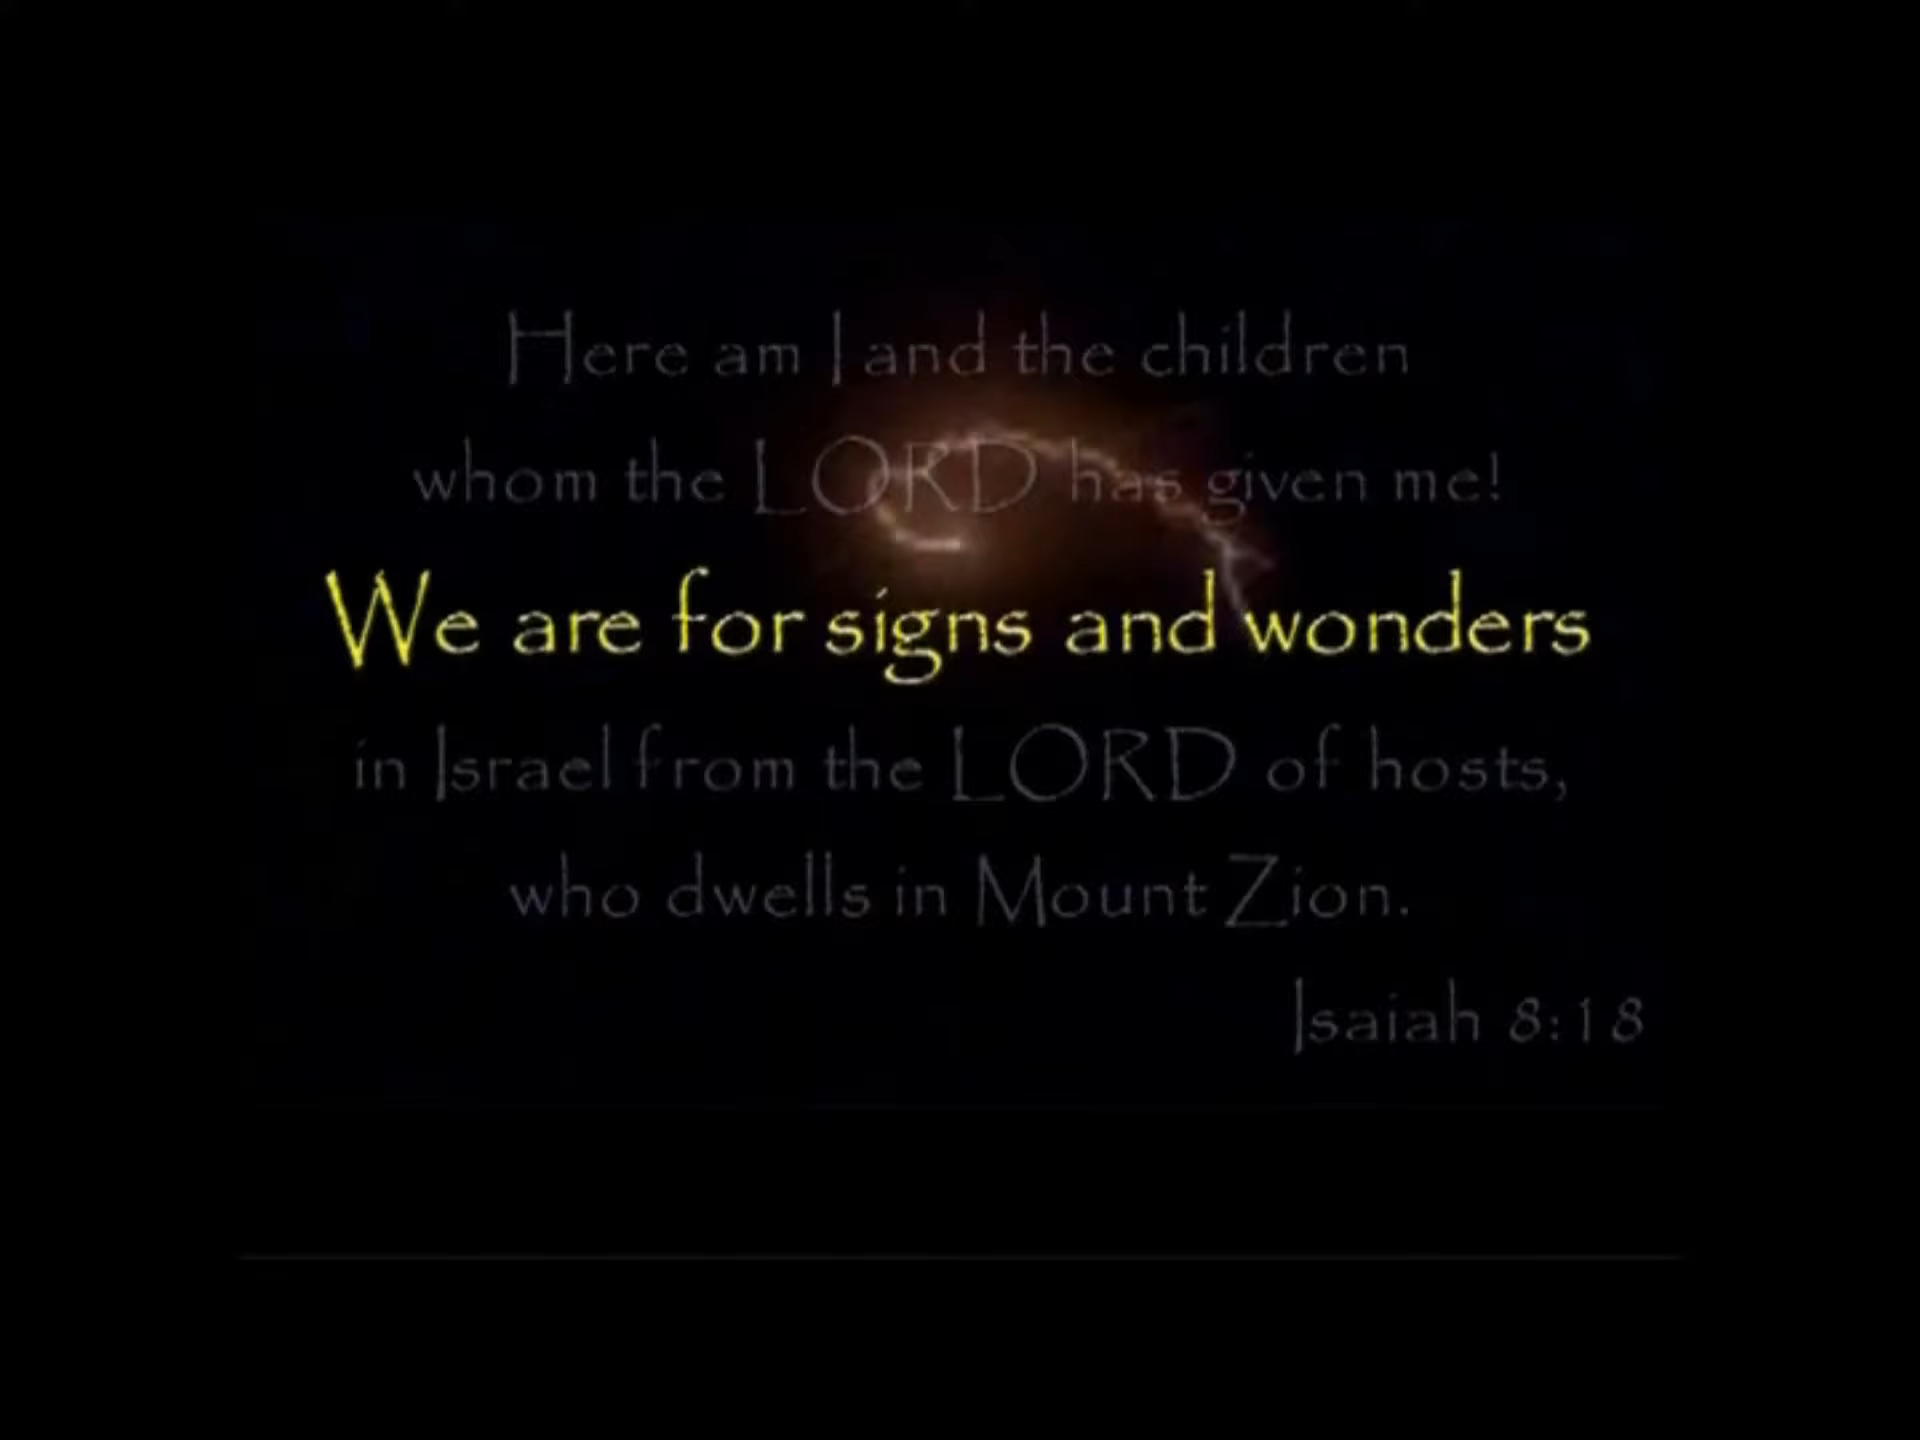 Here am I and the children
whom the LORD has given me!
We are for signs and wonders
in Israel from the LORD of hosts,
who dwells in Mount Zion.
Isaiah 8:18